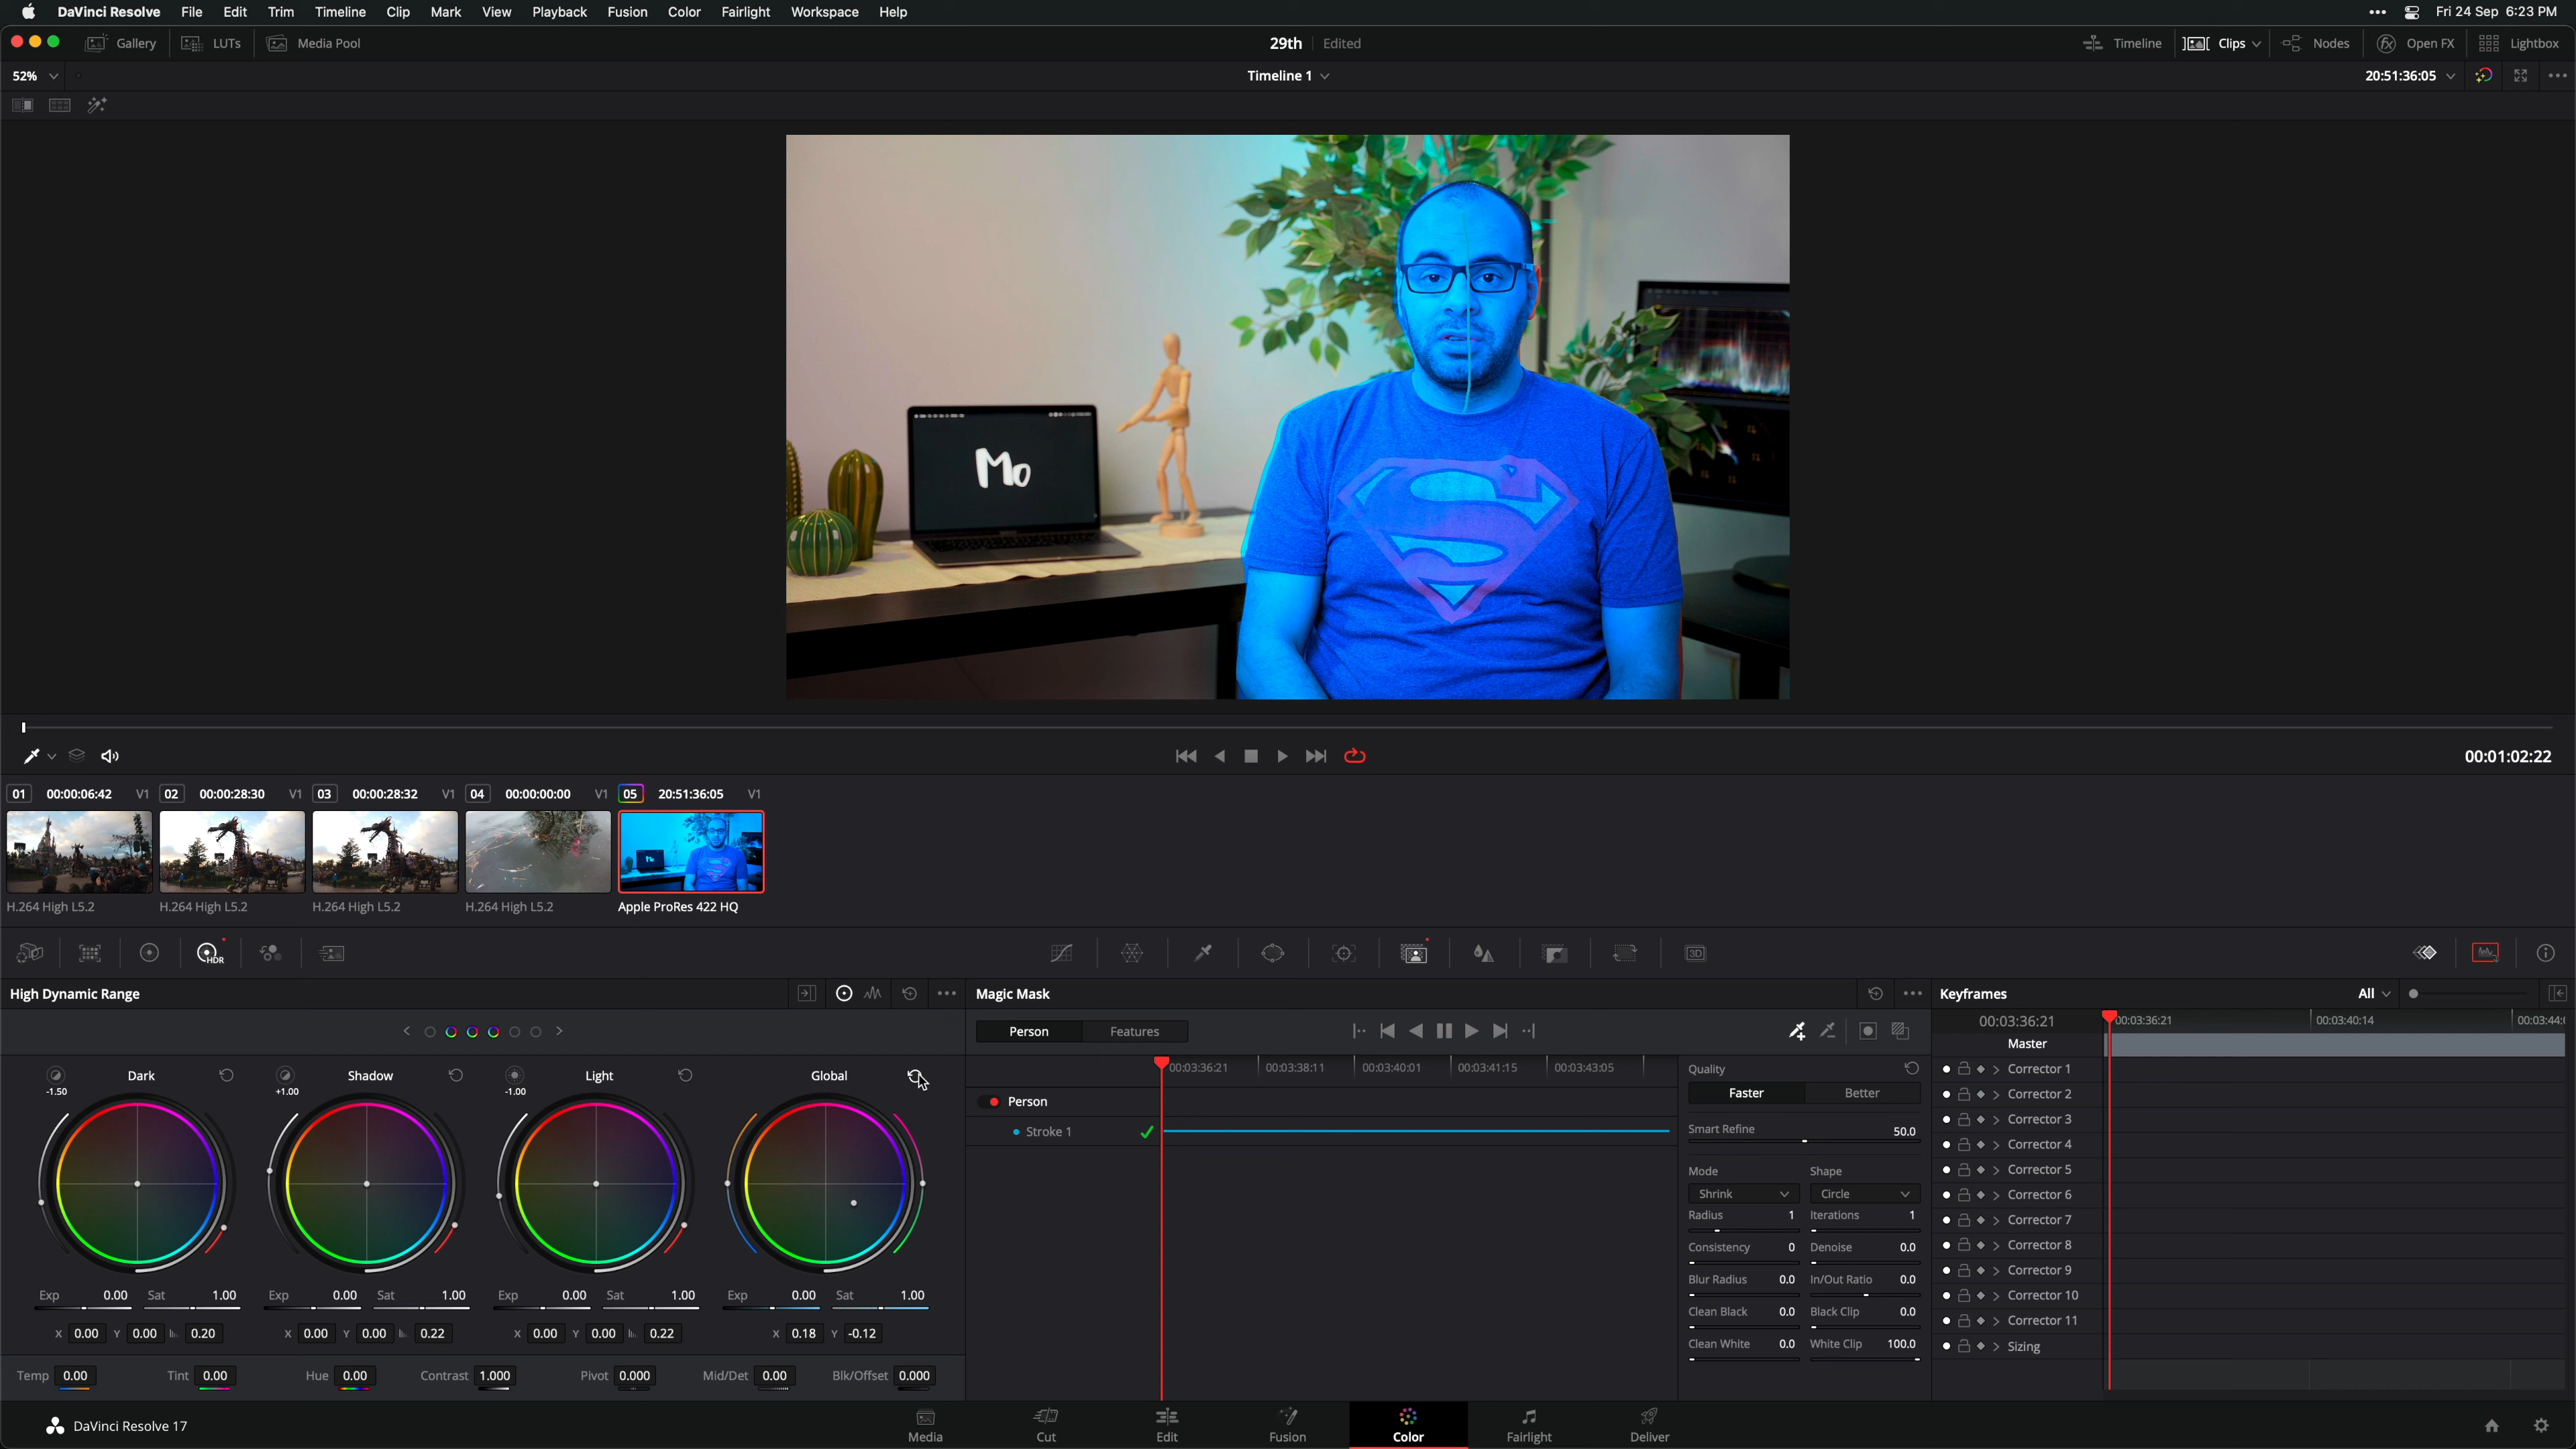 DaVinci Resolve File Edit Trim Timeline Clip Mark View Playback Fusion Color Fairlight Workspace Help ••• Fri 24 Sep 6:23 PM
Gallery LUTs Media Pool 29th Edited Timeline Clips Nodes Open FX Lightbox
52% Timeline 1 20:51:36:05
Mo
00:01:02:22
01 00:00:06:42 V1 02 00:00:28:30 V1 03 00:00:28:32 V1 04 00:00:00:00 V1 05 20:51:36:05 V1
H.264 High L5.2 H.264 High L5.2 H.264 High L5.2 H.264 High L5.2 Apple ProRes 422 HQ
HDR 3D
High Dynamic Range Magic Mask Keyframes All
Person Features 00:03:36:21 00:03:36:21 00:03:40:14 00:03:44:
Master
Dark Shadow Light Global
-1.50 +1.00 -1.00
00:03:36:21 00:03:38:11 00:03:40:01 00:03:41:15 00:03:43:05
Person
Stroke 1
Quality
Faster Better
Smart Refine 50.0
Mode Shape
Shrink Circle
Radius 1 Iterations 1
Consistency 0 Denoise 0.0
Blur Radius 0.0 In/Out Ratio 0.0
Clean Black 0.0 Black Clip 0.0
Clean White 0.0 White Clip 100.0
Corrector 1
Corrector 2
Corrector 3
Corrector 4
Corrector 5
Corrector 6
Corrector 7
Corrector 8
Corrector 9
Corrector 10
Corrector 11
Sizing
Exp 0.00 Sat 1.00 Exp 0.00 Sat 1.00 Exp 0.00 Sat 1.00 Exp 0.00 Sat 1.00
X 0.00 Y 0.00 0.20 X 0.00 Y 0.00 0.22 X 0.00 Y 0.00 0.22 X 0.18 Y -0.12
Temp 0.00 Tint 0.00 Hue 0.00 Contrast 1.000 Pivot 0.000 Mid/Det 0.00 Blk/Offset 0.000
DaVinci Resolve 17 Media Cut Edit Fusion Color Fairlight Deliver